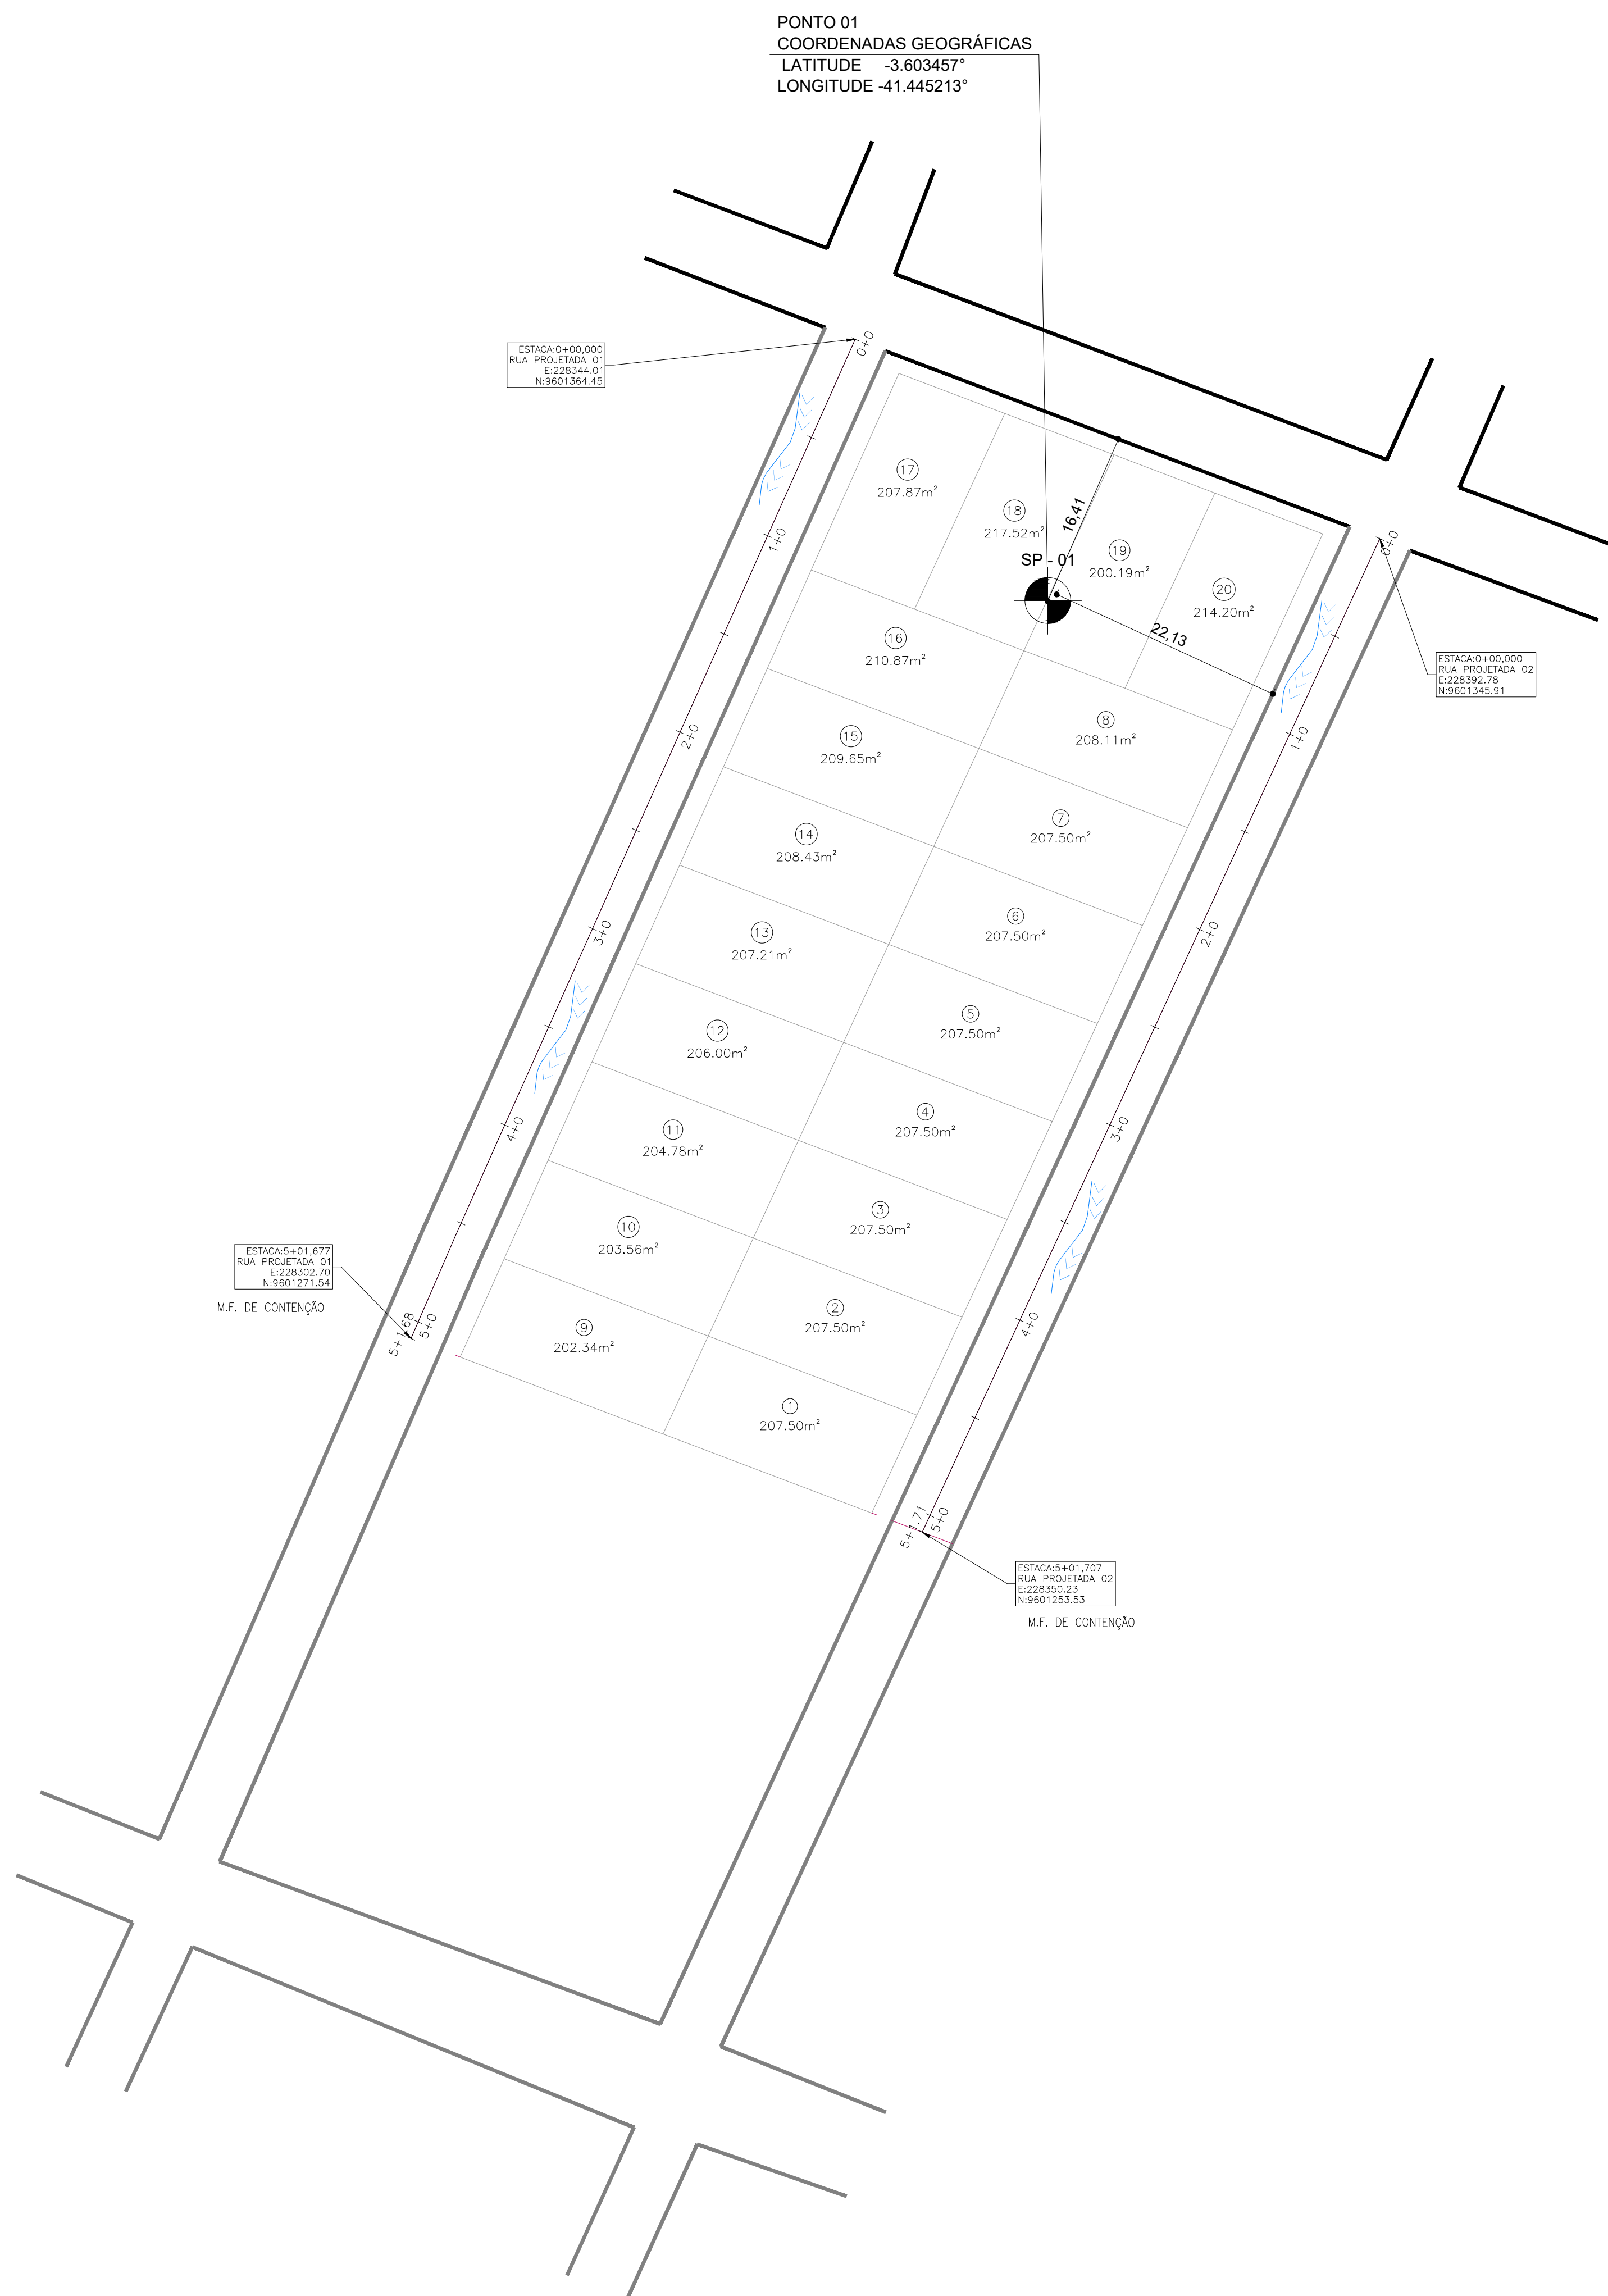 PONTO 01
COORDENADAS GEOGRÁFICAS
LATITUDE -3.603457°
LONGITUDE -41.445213°
ESTACA:0+00,000
RUA PROJETADA 01
E:228344.01
N:9601364.45
0+0
17
207.87m²
18
217.52m²
16,41
19
200.19m²
SP - 01
20
214.20m²
22,13
0+0
ESTACA:0+00,000
RUA PROJETADA 02
E:228392.78
N:9601345.91
1+0
16
210.87m²
8
208.11m²
1+0
2+0
15
209.65m²
7
207.50m²
14
208.43m²
6
207.50m²
2+0
3+0
13
207.21m²
5
207.50m²
12
206.00m²
4
207.50m²
3+0
4+0
11
204.78m²
3
207.50m²
10
203.56m²
2
207.50m²
4+0
ESTACA:5+01,677
RUA PROJETADA 01
E:228302.70
N:9601271.54
M.F. DE CONTENÇÃO
5+1.68
5+0
9
202.34m²
1
207.50m²
5+1.71
5+0
ESTACA:5+01,707
RUA PROJETADA 02
E:228350.23
N:9601253.53
M.F. DE CONTENÇÃO